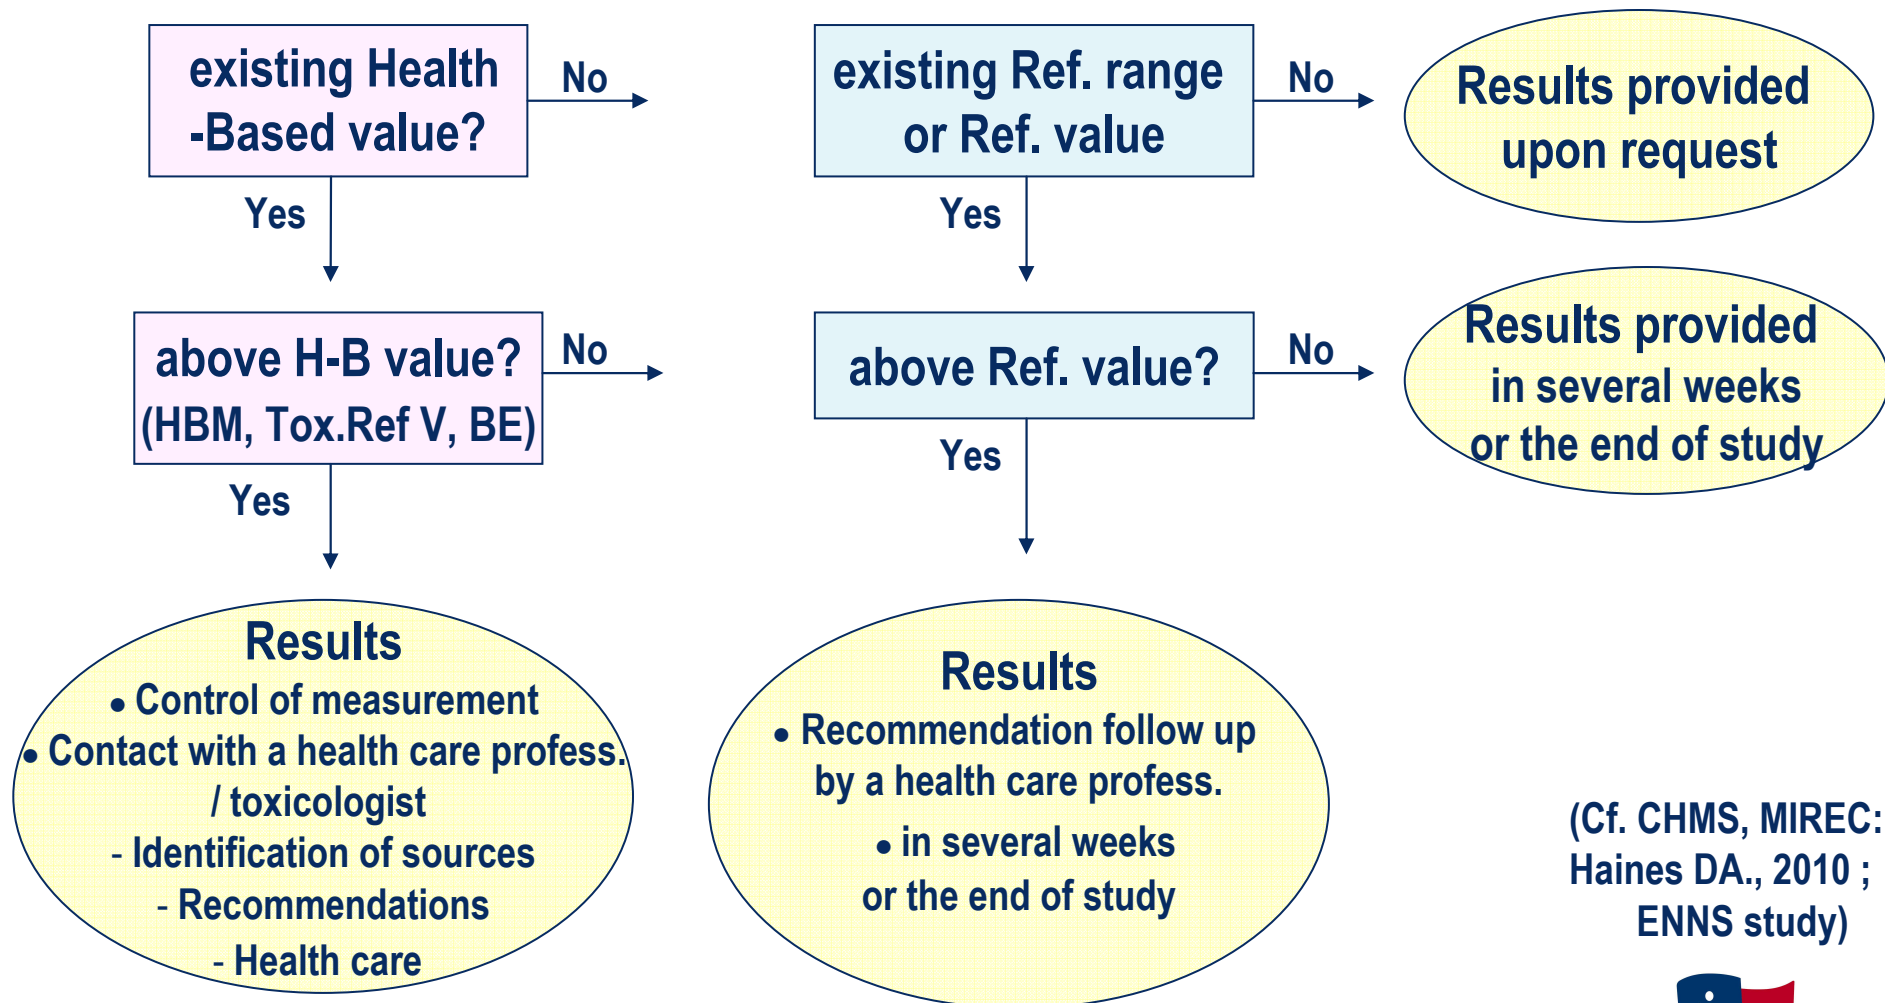 existing Health
-Based value?
No
existing Ref. range
or Ref. value
No
Results provided
upon request
Yes
Yes
above H-B value?
(HBM, Tox.Ref V, BE)
No
above Ref. value?
No
Results provided
in several weeks
or the end of study
Yes
Yes
Results
• Control of measurement
• Contact with a health care profess.
/ toxicologist
- Identification of sources
- Recommendations
- Health care
Results
• Recommendation follow up
by a health care profess.
• in several weeks
or the end of study
(Cf. CHMS, MIREC:
Haines DA., 2010 ;
ENNS study)